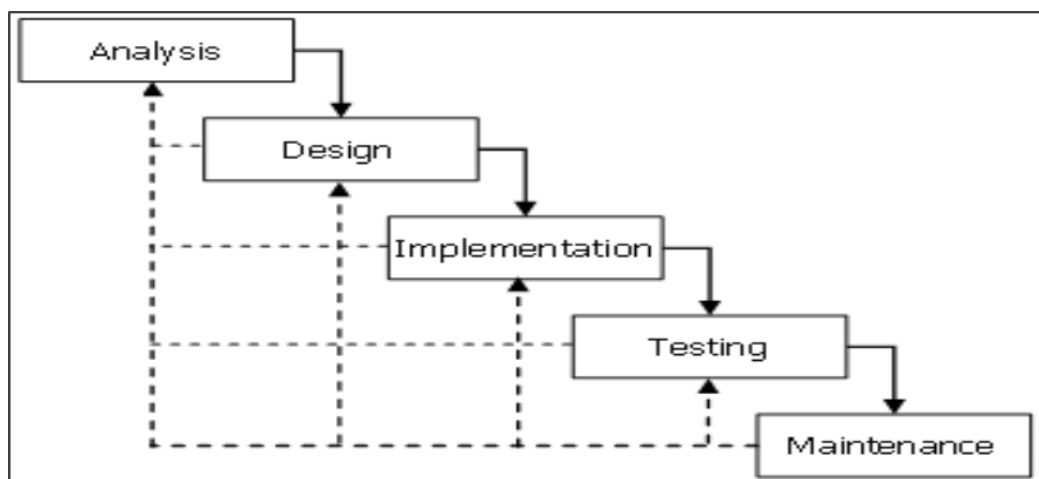 Analysis
Design
Implementation
Testing
Maintenance